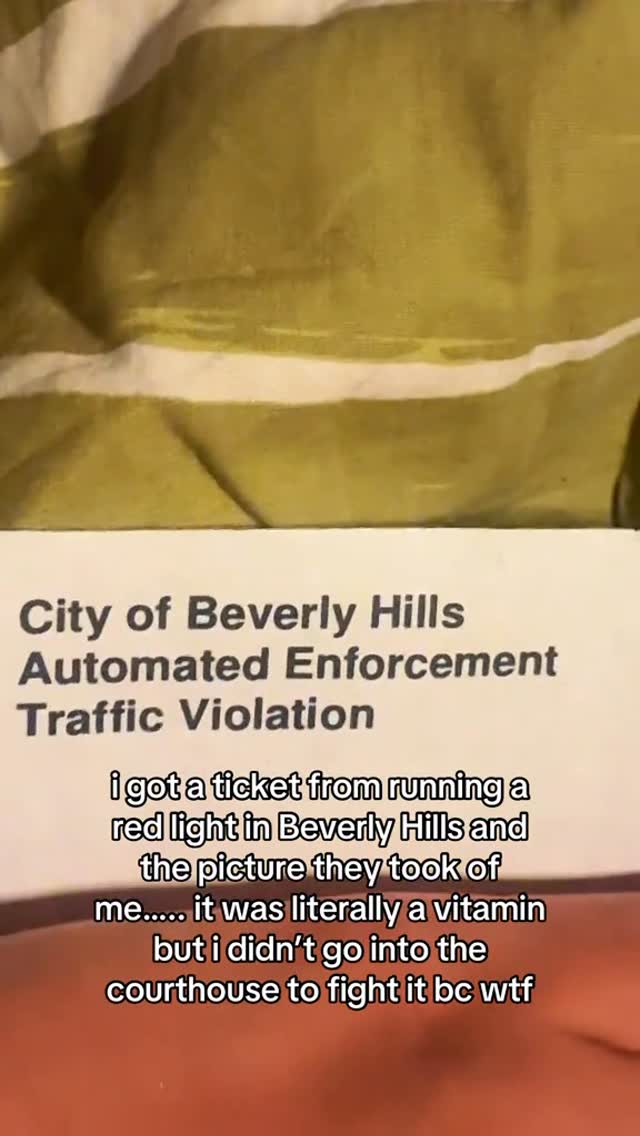 City of Beverly Hills
Automated Enforcement
Traffic Violation
i got a ticket from running a
red light in Beverly Hills and
the picture they took of
me..... it was literally a vitamin
but i didn’t go into the
courthouse to fight it bc wtf